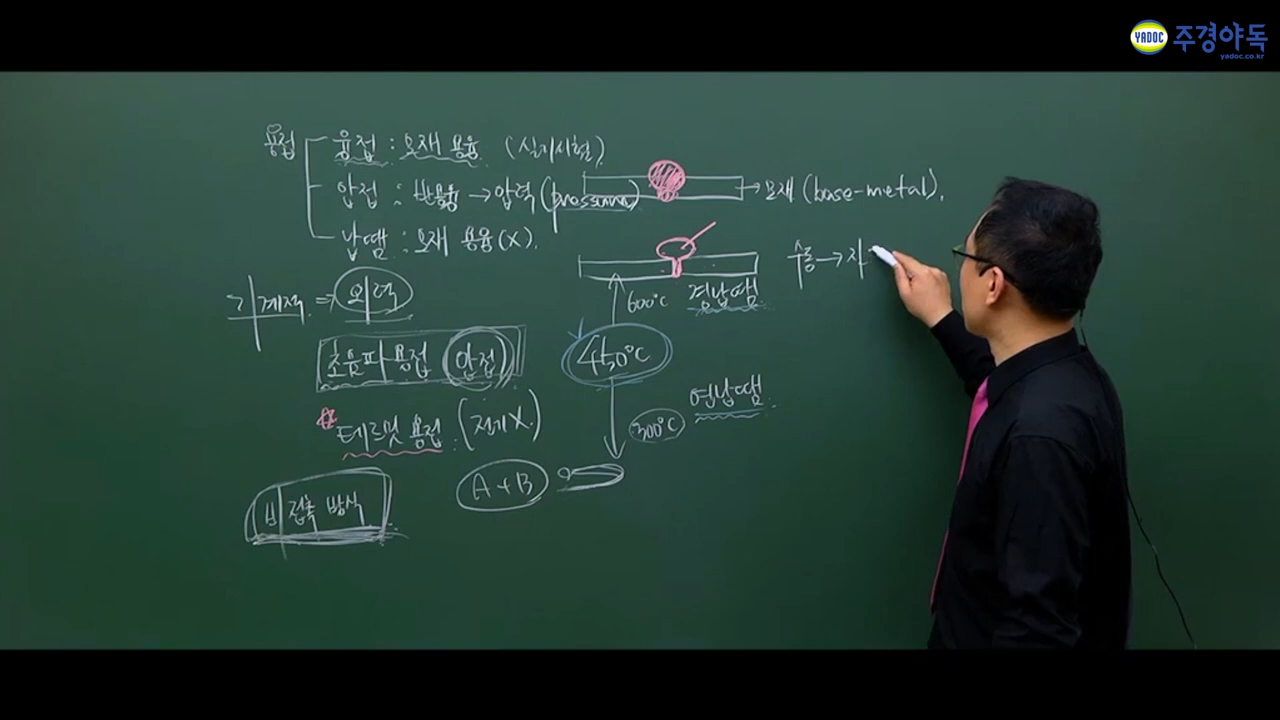 YADOC 주경야독
yadoc.co.kr
용접
융접 : 모재 용융 (실기시험)
압접 : 반용융 → 압력 (pressure)
→ 모재 (base-metal).
납땜 : 모재 용융(X).
수동 → 자
기계적 ⇒ 외력
600°C 경납땜
초음파 용접 (압접)
450°C
연납땜
300°C
테르밋 용접 (전기X.)
A+B
비 접촉 방식